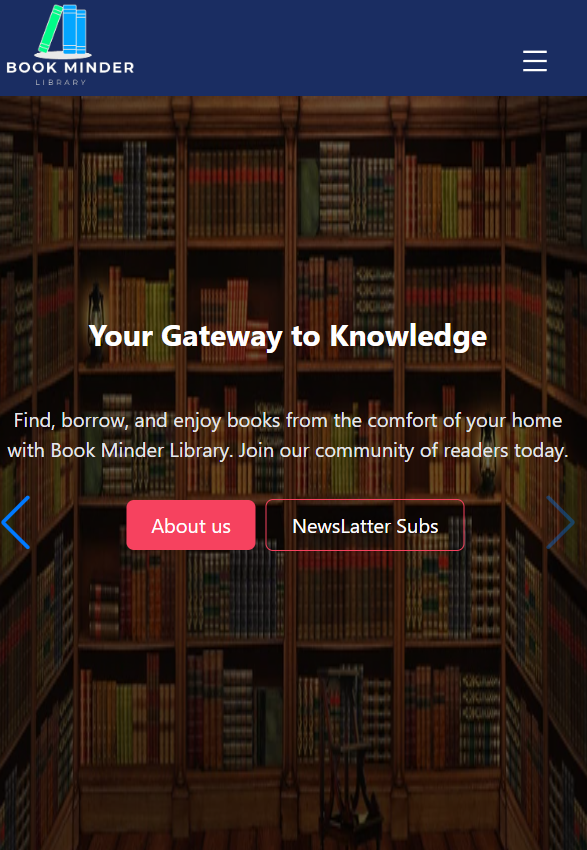 BOOK MINDER
LIBRARY
Your Gateway to Knowledge
Find, borrow, and enjoy books from the comfort of your home
with Book Minder Library. Join our community of readers today.
About us
NewsLatter Subs